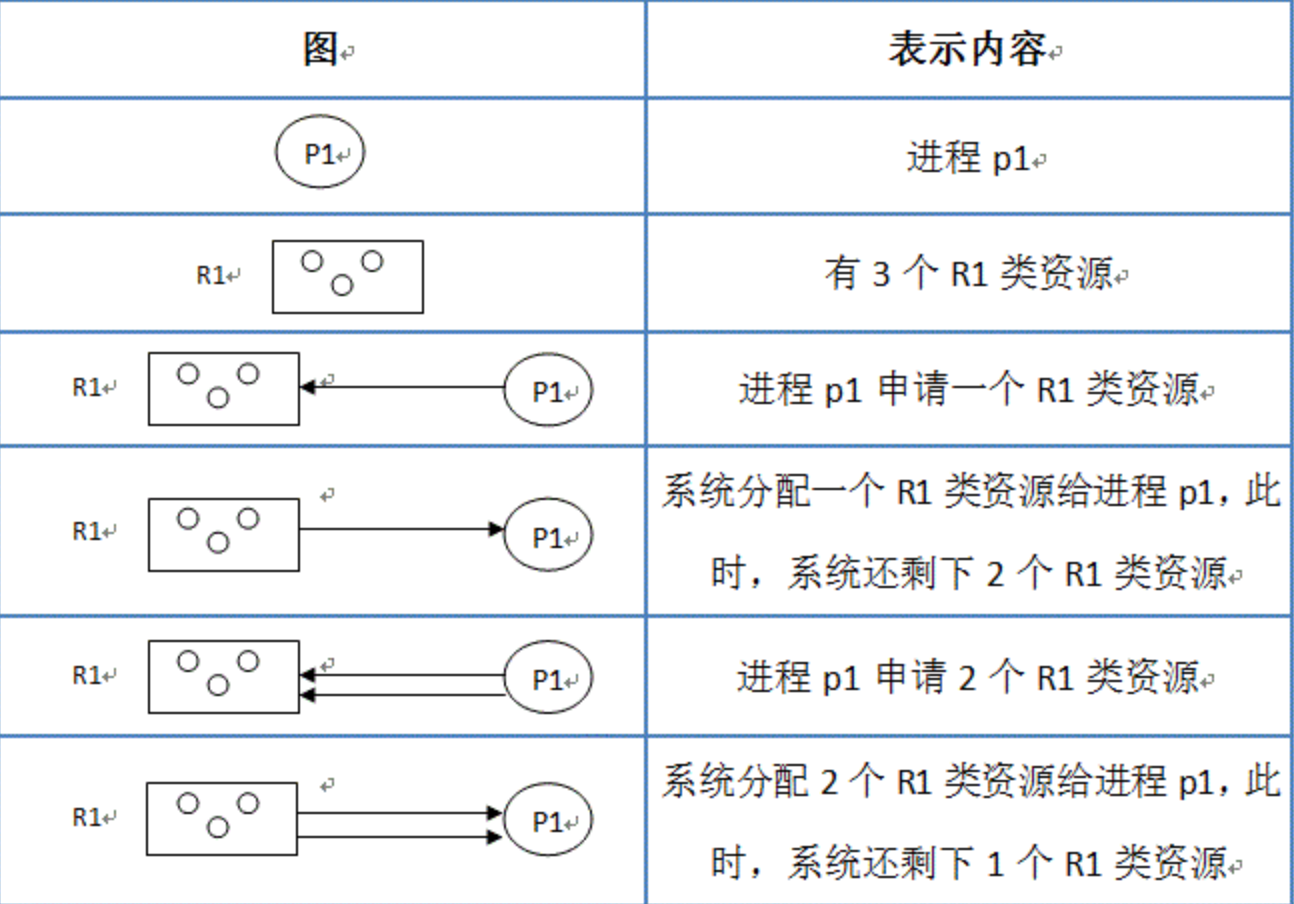 图
表示内容
P1
进程 p1
R1
有 3 个 R1 类资源
R1
P1
进程 p1 申请一个 R1 类资源
R1
P1
系统分配一个 R1 类资源给进程 p1，此
时，系统还剩下 2 个 R1 类资源
R1
P1
进程 p1 申请 2 个 R1 类资源
R1
P1
系统分配 2 个 R1 类资源给进程 p1，此
时，系统还剩下 1 个 R1 类资源